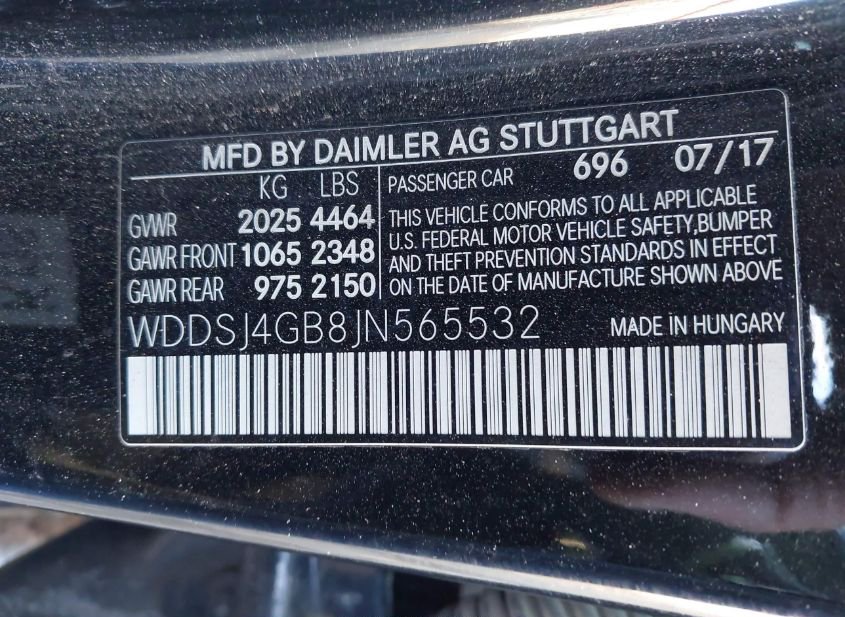 MFD BY DAIMLER AG STUTTGART
KG LBS
GVWR 2025 4464
GAWR FRONT 1065 2348
GAWR REAR 975 2150
PASSENGER CAR 696 07/17
THIS VEHICLE CONFORMS TO ALL APPLICABLE
U.S. FEDERAL MOTOR VEHICLE SAFETY,BUMPER
AND THEFT PREVENTION STANDARDS IN EFFECT
ON THE DATE OF MANUFACTURE SHOWN ABOVE
WDDSJ4GB8JN565532 MADE IN HUNGARY